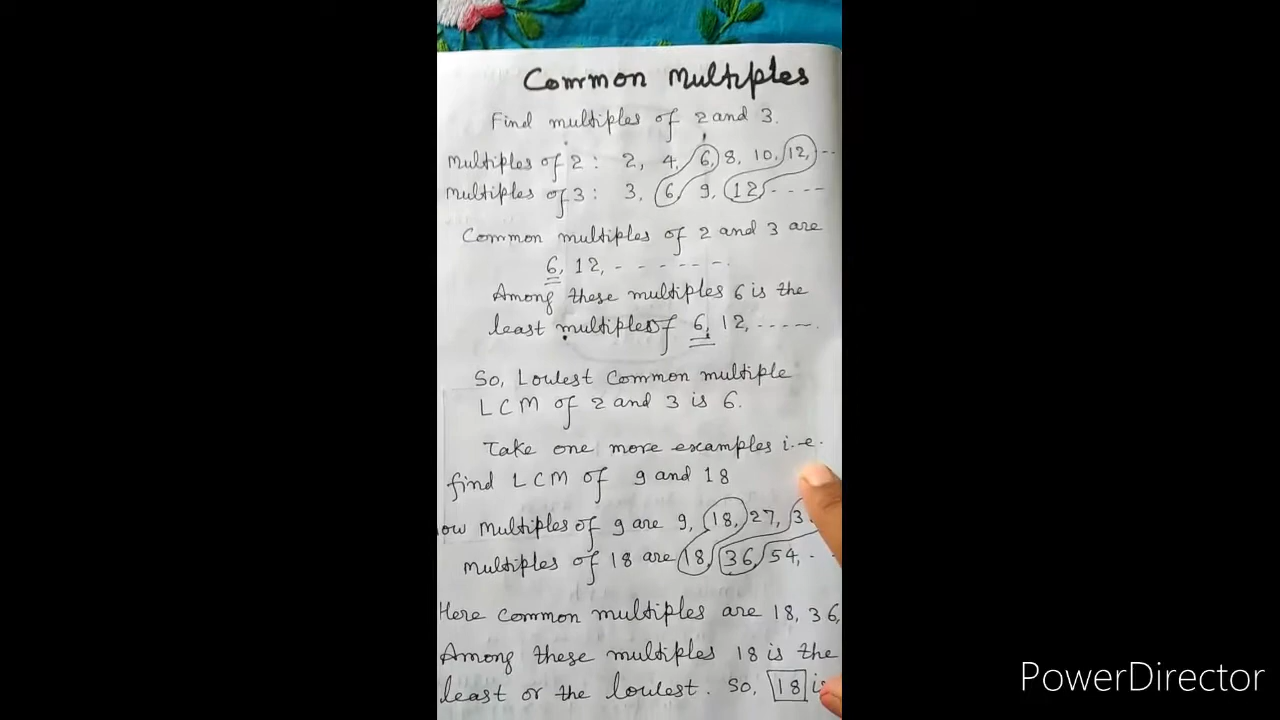 Common Multiples
Find multiples of 2 and 3.
Multiples of 2 : 2, 4, 6, 8, 10, 12, --
Multiples of 3 : 3, 6, 9, 12 ----
Common multiples of 2 and 3 are
6, 12, ------.
Among these multiples 6 is the
least multiples of 6, 12, -----.
So, Loulest Common multiple
LCM of 2 and 3 is 6.
Take one more examples i.e.
find LCM of 9 and 18
ow multiples of 9 are 9, 18, 27, 3
multiples of 18 are 18, 36, 54, - -
Here common multiples are 18, 36,
Among these multiples 18 is the
least or the loulest. So, 18 is
PowerDirector